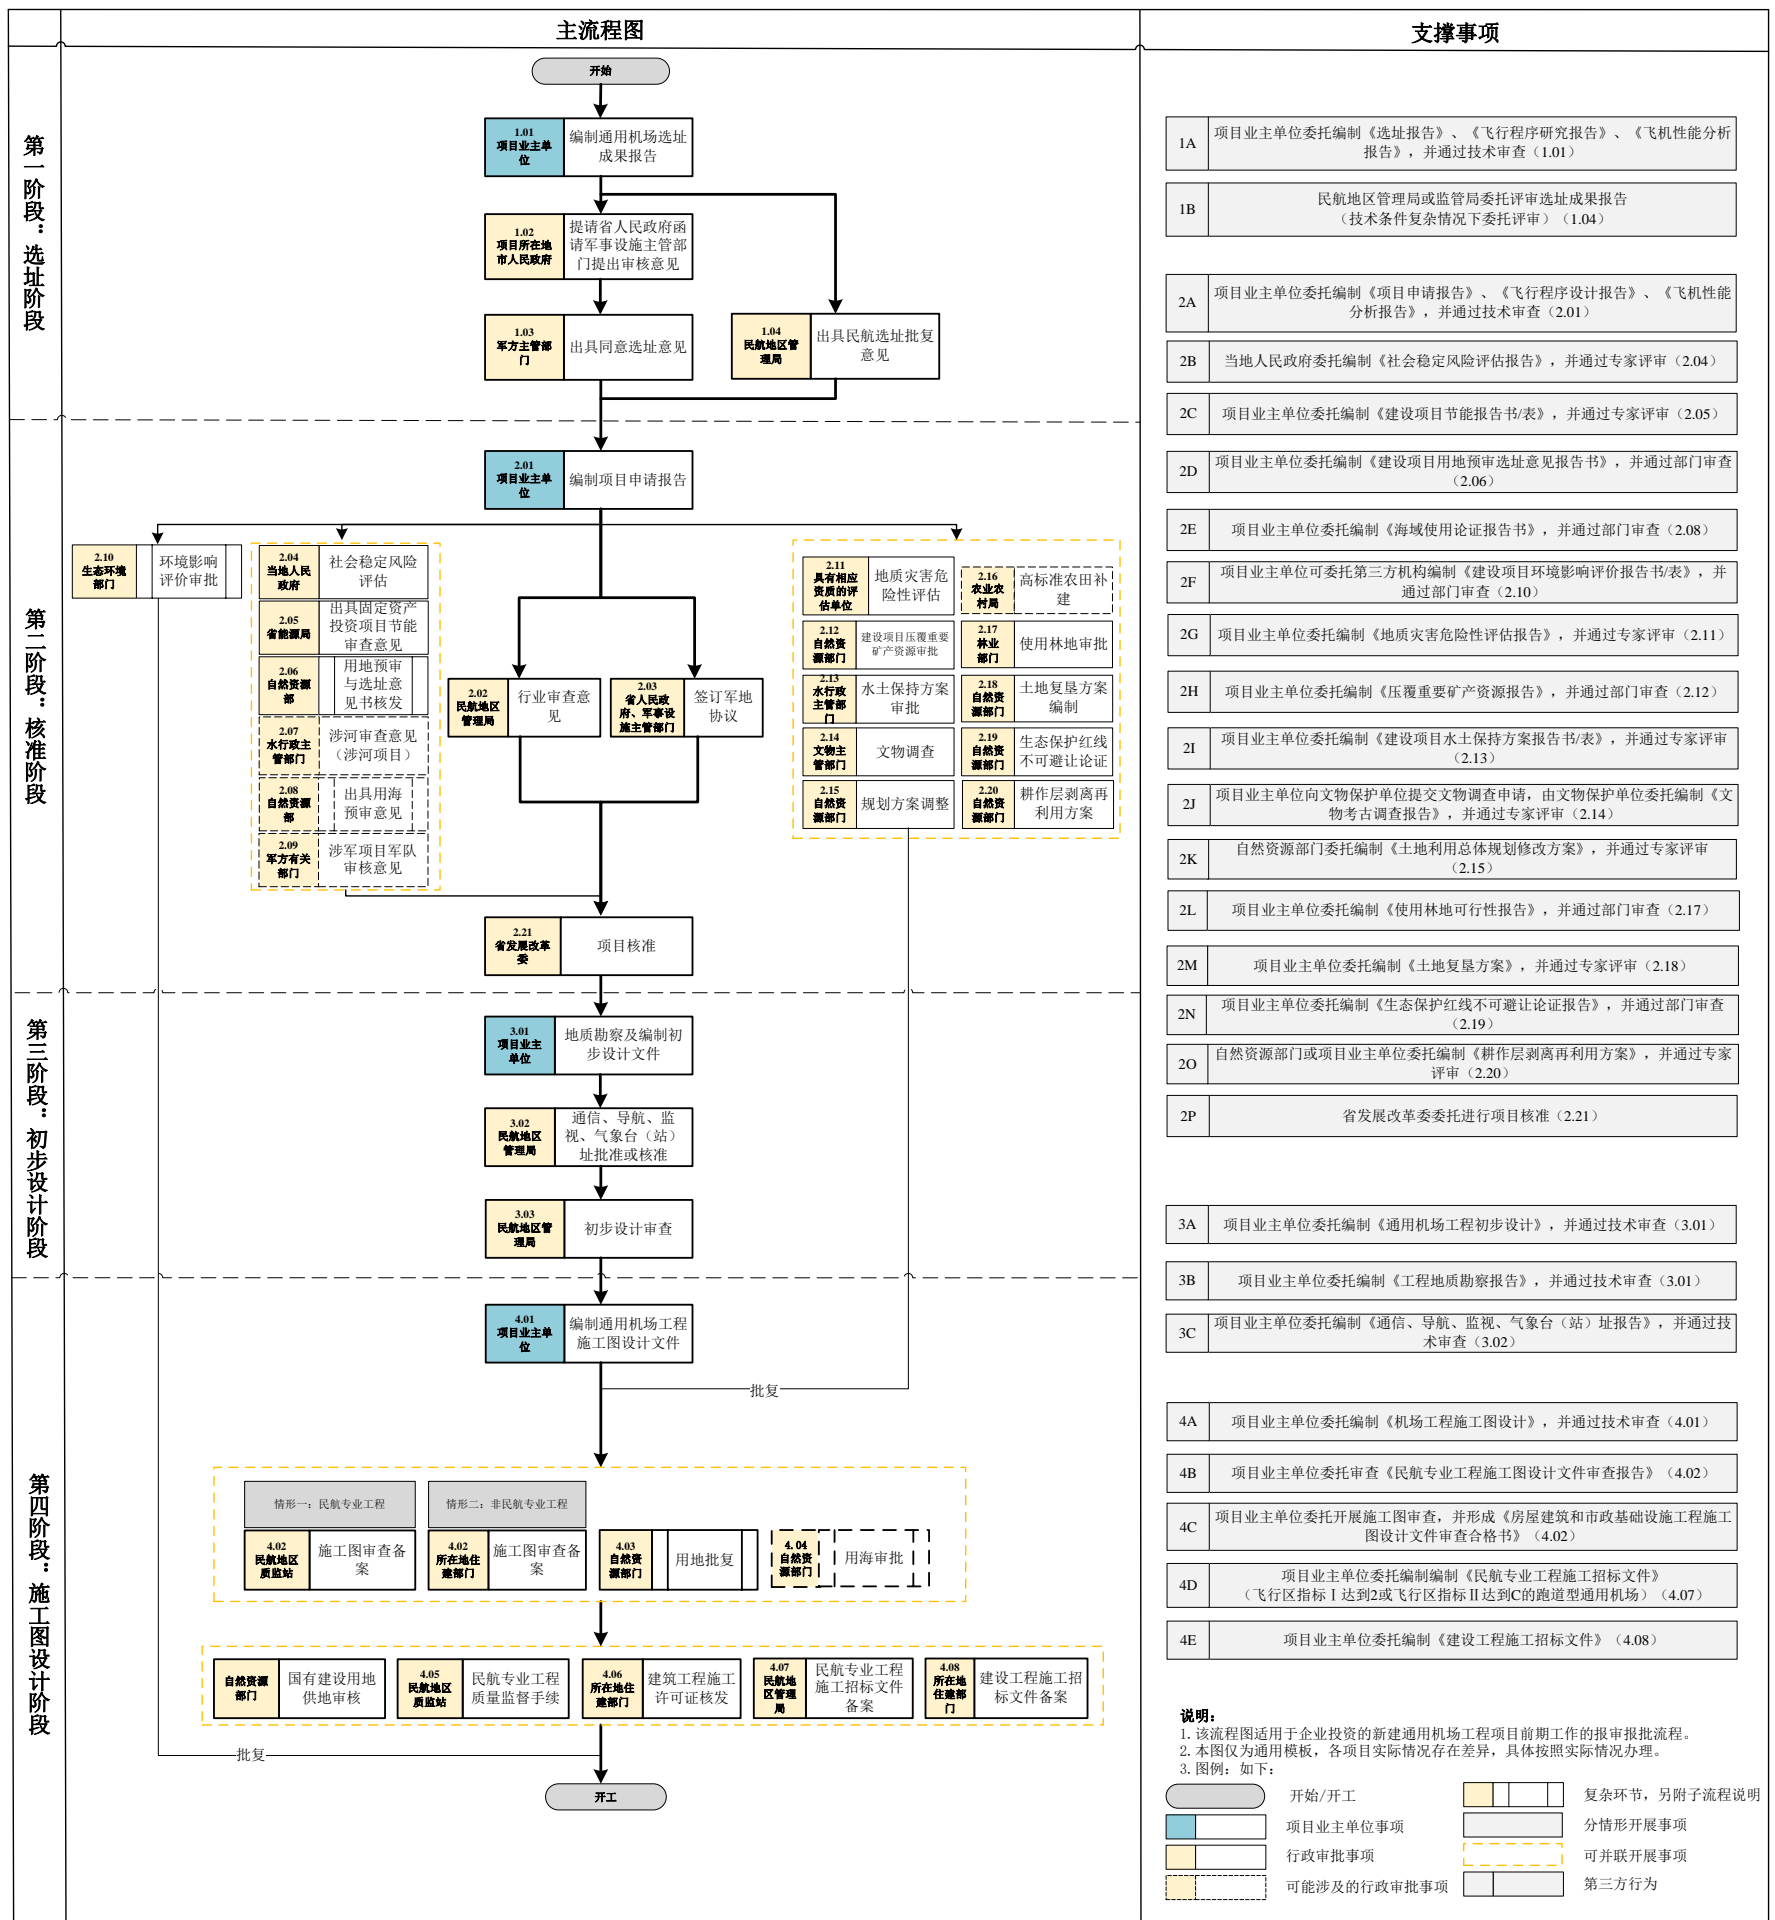 主流程图
支撑事项
第一阶段：选址阶段
开始
1.01
项目业主单
位
编制通用机场选址
成果报告
1.02
项目所在地
市人民政府
提请省人民政府函
请军事设施主管部
门提出审核意见
1.03
军方主管部
门
出具同意选址意见
1.04
民航地区管
理局
出具民航选址批复
意见
第二阶段：核准阶段
2.01
项目业主单
位
编制项目申请报告
2.10
生态环境
部门
环境影响
评价审批
2.04
当地人民
政府
社会稳定风险
评估
2.05
省能源局
出具固定资产
投资项目节能
审查意见
2.06
自然资源
部
用地预审
与选址意
见书核发
2.07
水行政主
管部门
涉河审查意见
（涉河项目）
2.08
自然资源
部
出具用海
预审意见
2.09
军方有关
部门
涉军项目军队
审核意见
2.02
民航地区
管理局
行业审查意
见
2.03
省人民政
府、军事设
施主管部门
签订军地
协议
2.11
具有相应
资质的评
估单位
地质灾害危
险性评估
2.12
自然资
源部门
建设项目压覆重要
矿产资源审批
2.13
水行政
主管部
门
水土保持方案
审批
2.14
文物主
管部门
文物调查
2.15
自然资
源部门
规划方案调整
2.16
农业农
村局
高标准农田补
建
2.17
林业
部门
使用林地审批
2.18
自然资
源部门
土地复垦方案
编制
2.19
自然资
源部门
生态保护红线
不可避让论证
2.20
自然资
源部门
耕作层剥离再
利用方案
2.21
省发展改革
委
项目核准
第三阶段：初步设计阶段
3.01
项目业主
单位
地质勘察及编制初
步设计文件
3.02
民航地区
管理局
通信、导航、监
视、气象台（站）
址批准或核准
3.03
民航地区管
理局
初步设计审查
第四阶段：施工图设计阶段
4.01
项目业主单
位
编制通用机场工程
施工图设计文件
批复
情形一：民航专业工程
情形二：非民航专业工程
4.02
民航地区
质监站
施工图审查备
案
4.02
所在地住
建部门
施工图审查备
案
4.03
自然资
源部门
用地批复
4.04
自然资
源部门
用海审批
自然资源
部门
国有建设用地
供地审核
4.05
民航地区
质监站
民航专业工程
质量监督手续
4.06
所在地住
建部门
建筑工程施工
许可证核发
4.07
民航地
区管理
局
民航专业工程
施工招标文件
备案
4.08
所在地
住建部
门
建设工程施工招
标文件备案
批复
开工
1A
项目业主单位委托编制《选址报告》、《飞行程序研究报告》、《飞机性能分析
报告》，并通过技术审查（1.01）
1B
民航地区管理局或监管局委托评审选址成果报告
（技术条件复杂情况下委托评审）（1.04）
2A
项目业主单位委托编制《项目申请报告》、《飞行程序设计报告》、《飞机性能
分析报告》，并通过技术审查（2.01）
2B
当地人民政府委托编制《社会稳定风险评估报告》，并通过专家评审（2.04）
2C
项目业主单位委托编制《建设项目节能报告书/表》，并通过专家评审（2.05）
2D
项目业主单位委托编制《建设项目用地预审选址意见报告书》，并通过部门审查
（2.06）
2E
项目业主单位委托编制《海域使用论证报告书》，并通过部门审查（2.08）
2F
项目业主单位可委托第三方机构编制《建设项目环境影响评价报告书/表》，并
通过部门审查（2.10）
2G
项目业主单位委托编制《地质灾害危险性评估报告》，并通过专家评审（2.11）
2H
项目业主单位委托编制《压覆重要矿产资源报告》，并通过部门审查（2.12）
2I
项目业主单位委托编制《建设项目水土保持方案报告书/表》，并通过专家评审
（2.13）
2J
项目业主单位向文物保护单位提交文物调查申请，由文物保护单位委托编制《文
物考古调查报告》，并通过专家评审（2.14）
2K
自然资源部门委托编制《土地利用总体规划修改方案》，并通过专家评审
（2.15）
2L
项目业主单位委托编制《使用林地可行性报告》，并通过部门审查（2.17）
2M
项目业主单位委托编制《土地复垦方案》，并通过专家评审（2.18）
2N
项目业主单位委托编制《生态保护红线不可避让论证报告》，并通过部门审查
（2.19）
2O
自然资源部门或项目业主单位委托编制《耕作层剥离再利用方案》，并通过专家
评审（2.20）
2P
省发展改革委委托进行项目核准（2.21）
3A
项目业主单位委托编制《通用机场工程初步设计》，并通过技术审查（3.01）
3B
项目业主单位委托编制《工程地质勘察报告》，并通过技术审查（3.01）
3C
项目业主单位委托编制《通信、导航、监视、气象台（站）址报告》，并通过技
术审查（3.02）
4A
项目业主单位委托编制《机场工程施工图设计》，并通过技术审查（4.01）
4B
项目业主单位委托审查《民航专业工程施工图设计文件审查报告》（4.02）
4C
项目业主单位委托开展施工图审查，并形成《房屋建筑和市政基础设施工程施工
图设计文件审查合格书》（4.02）
4D
项目业主单位委托编制编制《民航专业工程施工招标文件》
（飞行区指标Ⅰ达到2或飞行区指标Ⅱ达到C的跑道型通用机场）（4.07）
4E
项目业主单位委托编制《建设工程施工招标文件》（4.08）
说明：
1. 该流程图适用于企业投资的新建通用机场工程项目前期工作的报审报批流程。
2. 本图仅为通用模板，各项目实际情况存在差异，具体按照实际情况办理。
3. 图例：如下：
开始/开工
复杂环节，另附子流程说明
项目业主单位事项
分情形开展事项
行政审批事项
可并联开展事项
可能涉及的行政审批事项
第三方行为